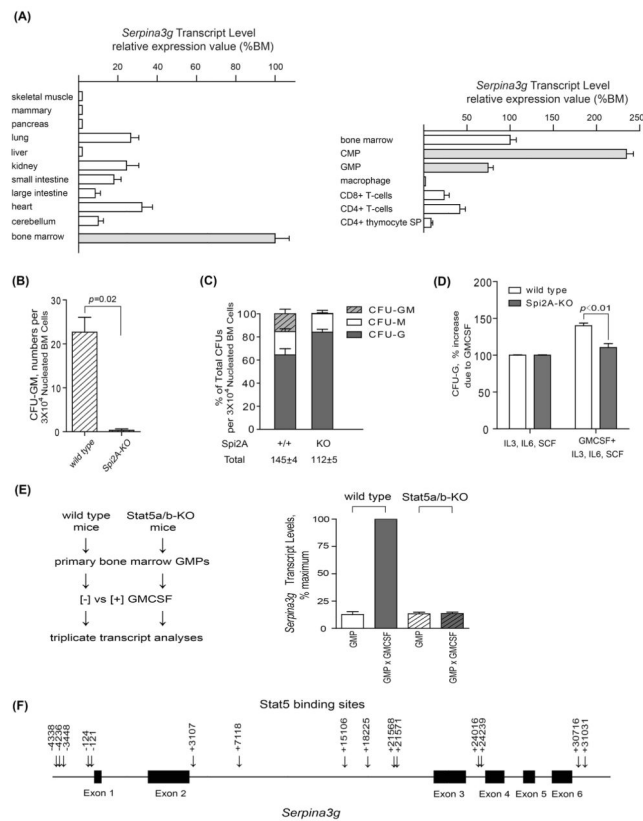 (A)
Serpina3g Transcript Level
relative expression value (%BM)
20 40 60 80 100
skeletal muscle
mammary
pancreas
lung
liver
kidney
small intestine
large intestine
heart
cerebellum
bone marrow
Serpina3g Transcript Level
relative expression value (%BM)
0 50 100 150 200 250
bone marrow
CMP
GMP
macrophage
CD8+ T-cells
CD4+ T-cells
CD4+ thymocyte SP
(B)
p=0.02
CFU-GM, numbers per
3X10⁴ Nucleated BM Cells
30
20
10
0
wild type
Spi2A-KO
(C)
% of Total CFUs
per 3X10⁴ Nucleated BM Cells
100
80
60
40
20
0
CFU-GM
CFU-M
CFU-G
Spi2A +/+ KO
Total 145±4 112±5
(D)
wild type
Spi2A-KO
p<0.01
CFU-G. % increase
due to GMCSF
200
150
100
50
0
IL3, IL6, SCF
GMCSF+
IL3, IL6, SCF
(E)
wild type
mice
Stat5a/b-KO
mice
primary bone marrow GMPs
[-] vs [+] GMCSF
triplicate transcript analyses
wild type Stat5a/b-KO
Serpina3g Transcript Levels,
% maximum
100
75
50
25
0
GMP
GMP x GMCSF
GMP
GMP x GMCSF
(F)
Stat5 binding sites
-4338
-4236
-3448
-124
-121
+3107
+7118
+15106
+18225
+21568
+21571
+24016
+24239
+30716
+31031
Exon 1 Exon 2 Exon 3 Exon 4 Exon 5 Exon 6
Serpina3g